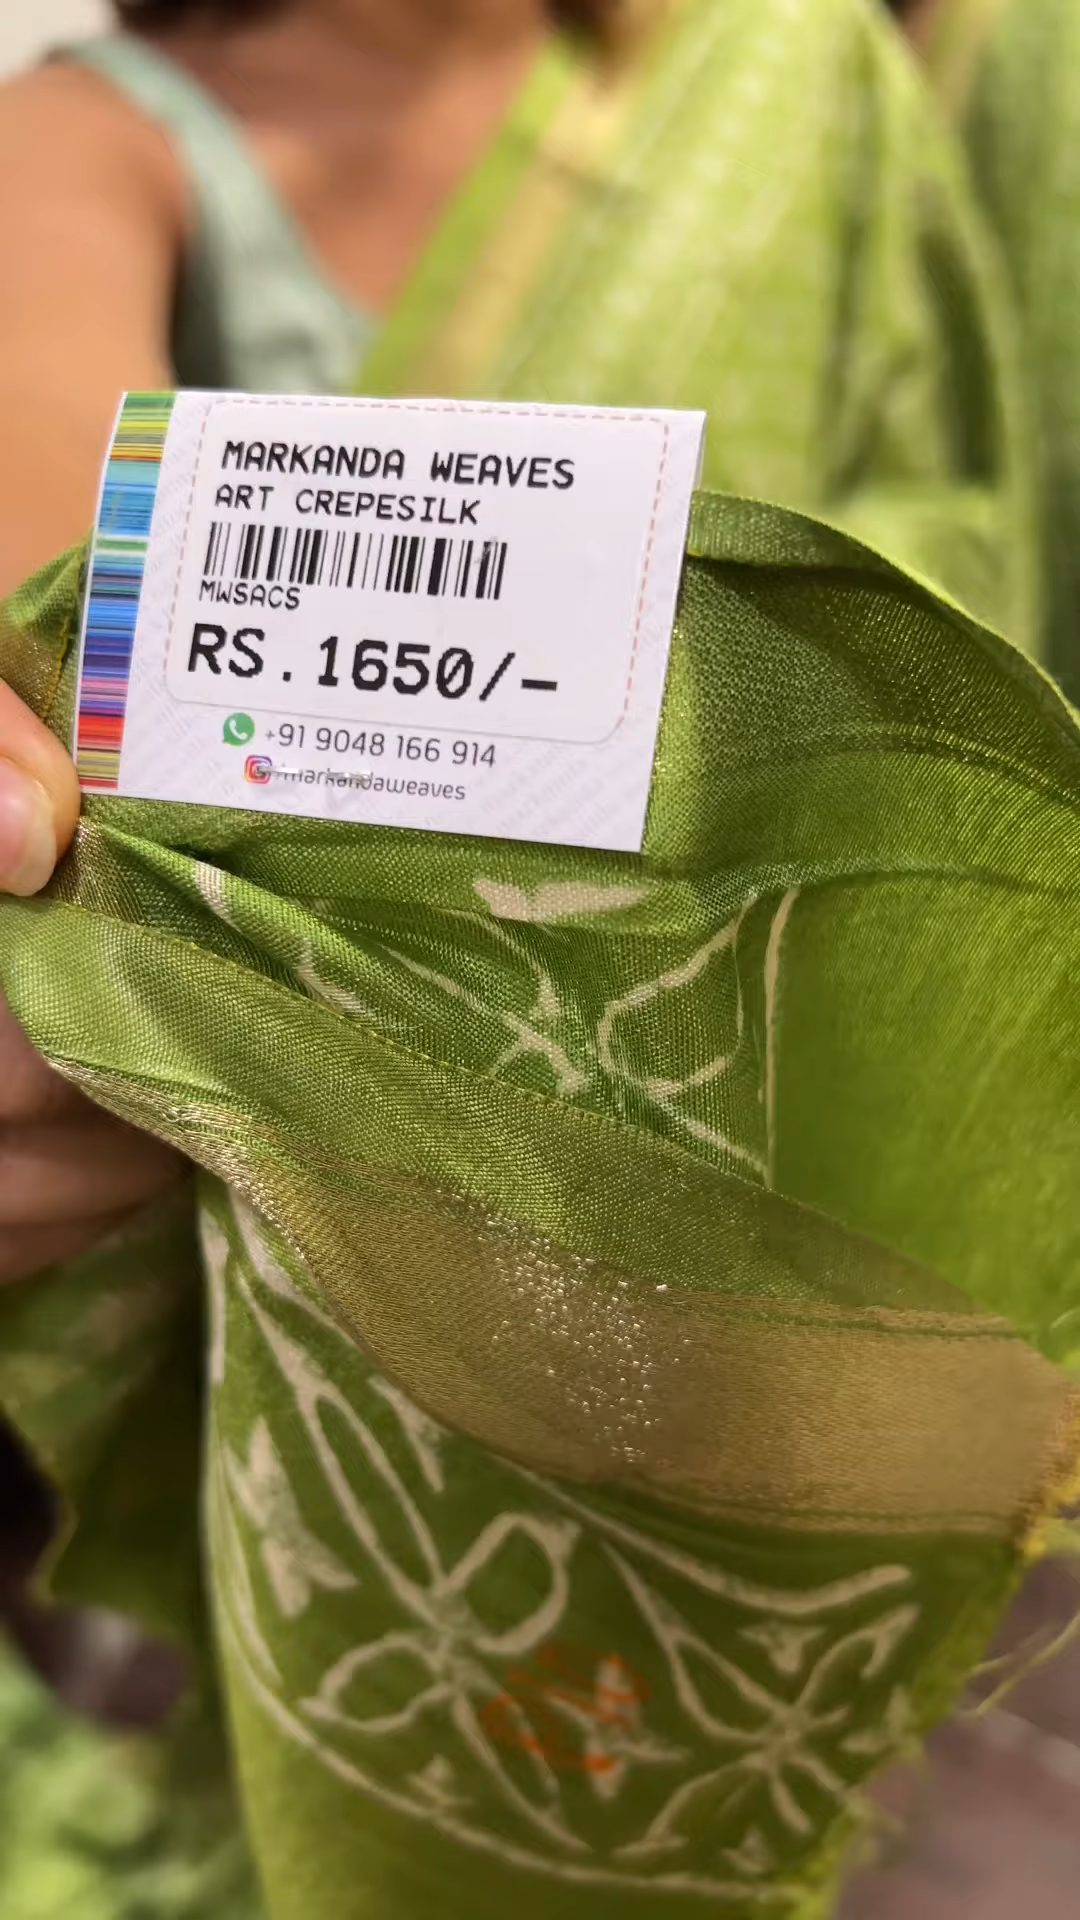 MARKANDA WEAVES
ART CREPESILK
MWSACS
RS.1650/-
+91 9048 166 914
/markandaweaves